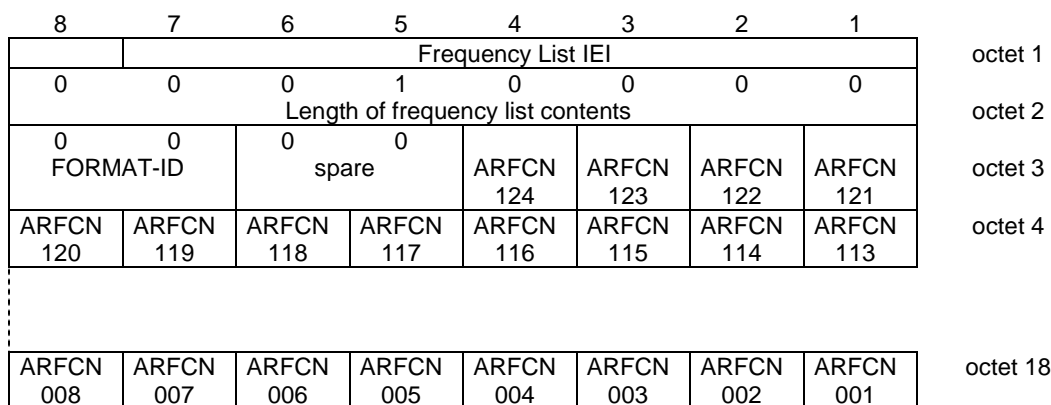 8 7 6 5 4 3 2 1
Frequency List IEI octet 1
0 0 0 1 0 0 0 0
Length of frequency list contents octet 2
0 0 0 0
FORMAT-ID spare ARFCN ARFCN ARFCN ARFCN octet 3
124 123 122 121
ARFCN ARFCN ARFCN ARFCN ARFCN ARFCN ARFCN ARFCN octet 4
120 119 118 117 116 115 114 113
ARFCN ARFCN ARFCN ARFCN ARFCN ARFCN ARFCN ARFCN octet 18
008 007 006 005 004 003 002 001